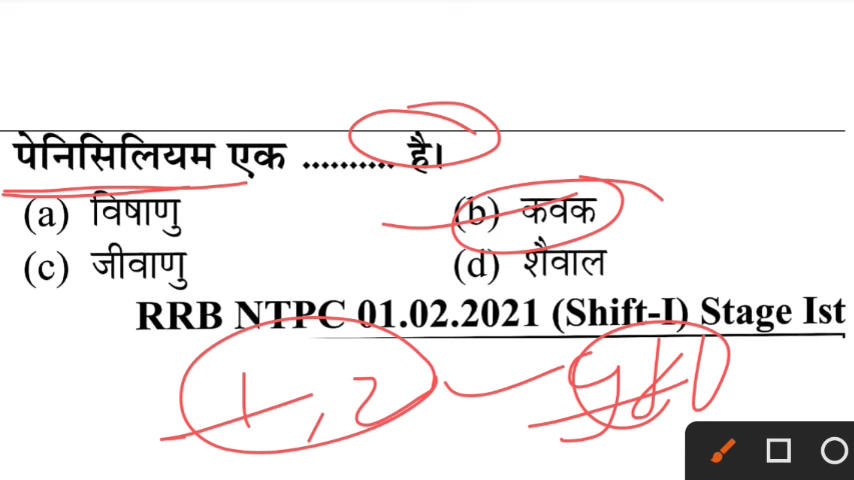 पेनिसिलियम एक .......... है।
(a) विषाणु (b) कवक
(c) जीवाणु (d) शैवाल
RRB NTPC 01.02.2021 (Shift-I) Stage Ist
1, 2